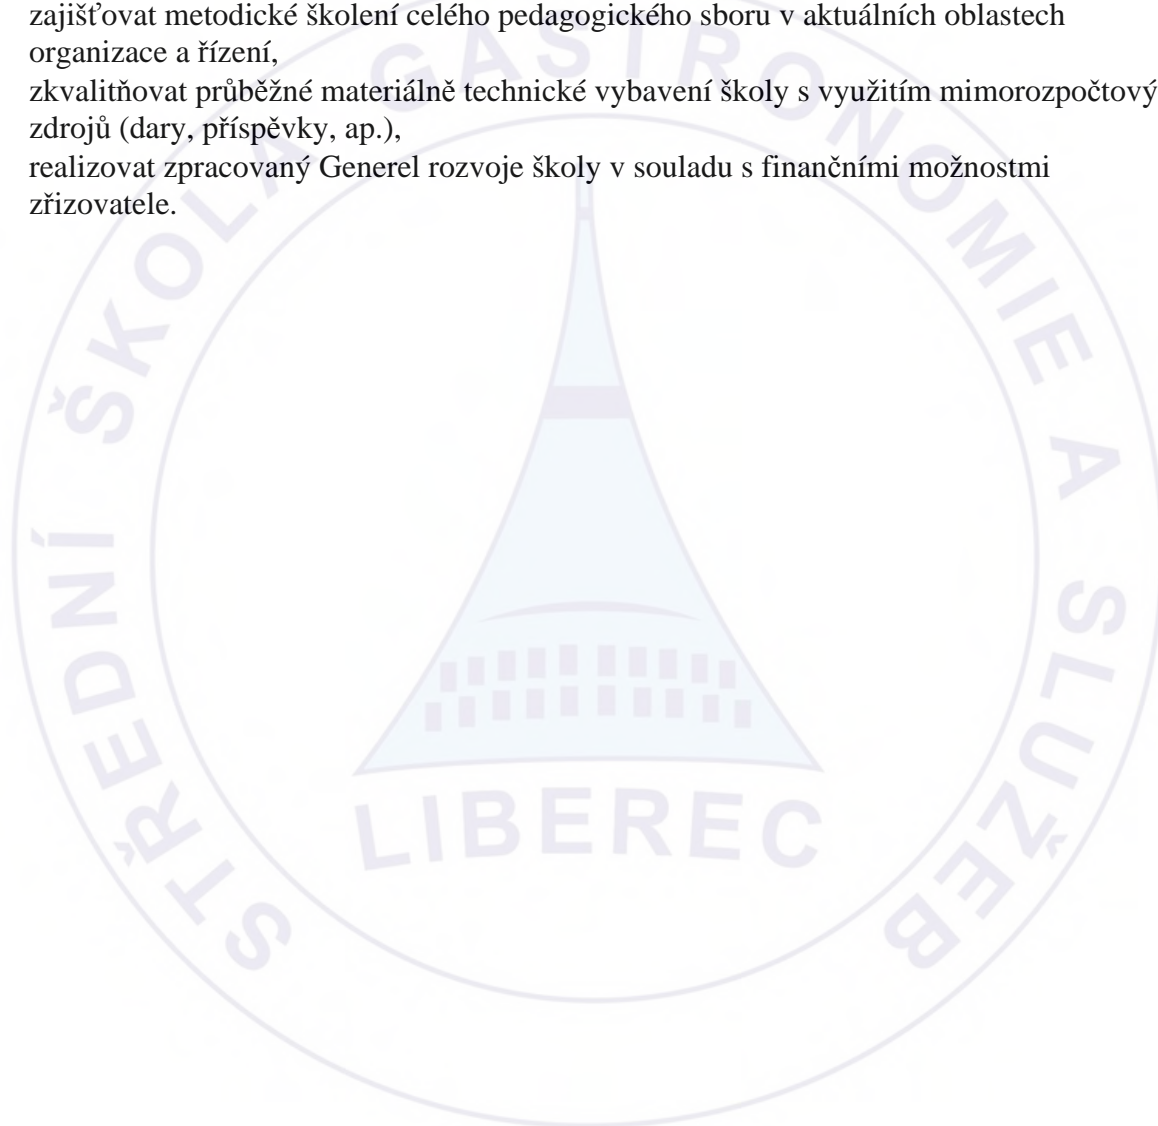 zajišťovat metodické školení celého pedagogického sboru v aktuálních oblastech
organizace a řízení,
zkvalitňovat průběžné materiálně technické vybavení školy s využitím mimorozpočtový
zdrojů (dary, příspěvky, ap.),
realizovat zpracovaný Generel rozvoje školy v souladu s finančními možnostmi
zřizovatele.
STŘEDNÍ ŠKOLA GASTRONOMIE A SLUŽEB
LIBEREC